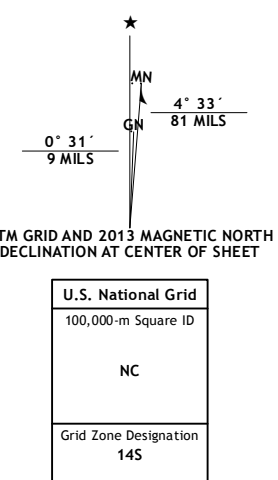 MN
GN
4° 33´
81 MILS
0° 31´
9 MILS
TM GRID AND 2013 MAGNETIC NORTH
DECLINATION AT CENTER OF SHEET
U.S. National Grid
100,000-m Square ID
NC
Grid Zone Designation
14S